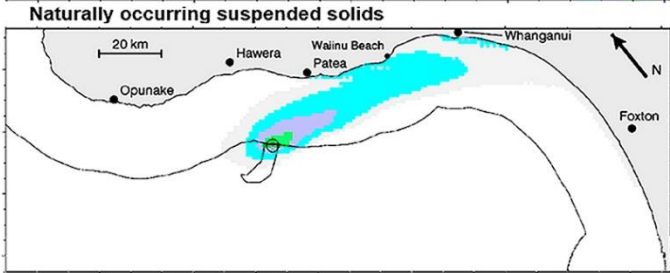 Naturally occurring suspended solids
20 km
Hawera
Waiinu Beach
Whanganui
Patea
Opunake
N
Foxton